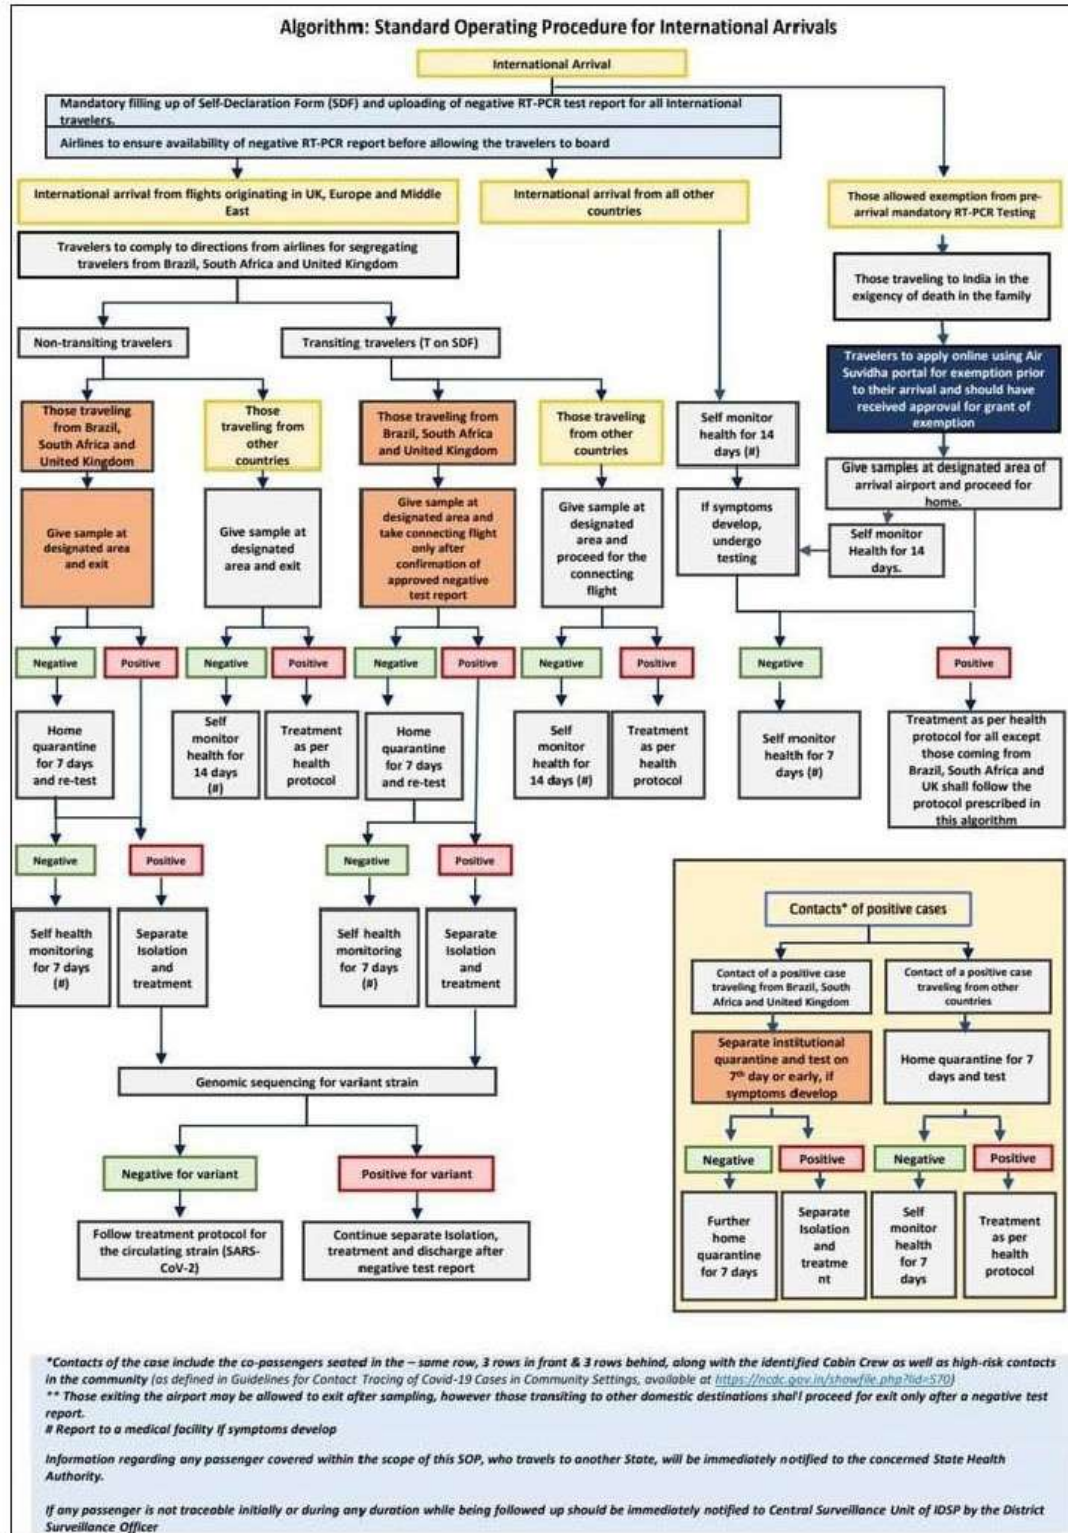 Algorithm: Standard Operating Procedure for International Arrivals
International Arrival
Mandatory filling up of Self-Declaration Form (SDF) and uploading of negative RT-PCR test report for all International
travelers.
Airlines to ensure availability of negative RT-PCR report before allowing the travelers to board
International arrival from flights originating in UK, Europe and Middle
East
International arrival from all other
countries
Those allowed exemption from pre-
arrival mandatory RT-PCR Testing
Travelers to comply to directions from airlines for segregating
travelers from Brazil, South Africa and United Kingdom
Those traveling to India in the
exigency of death in the family
Non-transiting travelers
Transiting travelers (T on SDF)
Travelers to apply online using Air
Suvidha portal for exemption prior
to their arrival and should have
received approval for grant of
exemption
Those traveling
from Brazil,
South Africa and
United Kingdom
Those
traveling from
other
countries
Those traveling from
Brazil, South Africa
and United Kingdom
Those traveling
from other
countries
Self monitor
health for 14
days (#)
Give samples at designated area of
arrival airport and proceed for
home.
Give sample at
designated area
and exit
Give sample at
designated
area and exit
Give sample at
designated area and
take connecting flight
only after
confirmation of
approved negative
test report
Give sample at
designated
area and
proceed for the
connecting
flight
If symptoms
develop,
undergo
testing
Self monitor
Health for 14
days.
Negative
Positive
Negative
Positive
Negative
Positive
Negative
Positive
Negative
Positive
Home
quarantine
for 7 days
and re-test
Self
monitor
health for
14 days
(#)
Treatment
as per
health
protocol
Home
quarantine
for 7 days
and re-test
Self
monitor
health for
14 days (#)
Treatment
as per
health
protocol
Self monitor
health for 7
days (#)
Treatment as per health
protocol for all except
those coming from
Brazil, South Africa and
UK shall follow the
protocol prescribed in
this algorithm
Negative
Positive
Negative
Positive
Self health
monitoring
for 7 days
(#)
Separate
Isolation
and
treatment
Self health
monitoring
for 7 days
(#)
Separate
Isolation
and
treatment
Genomic sequencing for variant strain
Negative for variant
Positive for variant
Follow treatment protocol for
the circulating strain (SARS-
CoV-2)
Continue separate Isolation,
treatment and discharge after
negative test report
Contacts* of positive cases
Contact of a positive case
traveling from Brazil, South
Africa and United Kingdom
Contact of a positive case
traveling from other
countries
Separate institutional
quarantine and test on
7th day or early, if
symptoms develop
Home quarantine for 7
days and test
Negative
Positive
Negative
Positive
Further
home
quarantine
for 7 days
Separate
Isolation
and
treatme
nt
Self
monitor
health
for 7
days
Treatment
as per
health
protocol
*Contacts of the case include the co-passengers seated in the – same row, 3 rows in front & 3 rows behind, along with the identified Cabin Crew as well as high-risk contacts
in the community (as defined in Guidelines for Contact Tracing of Covid-19 Cases in Community Settings, available at https://ncdc.gov.in/showfile.php?lid=570)
** Those exiting the airport may be allowed to exit after sampling, however those transiting to other domestic destinations shall proceed for exit only after a negative test
report.
# Report to a medical facility if symptoms develop
Information regarding any passenger covered within the scope of this SOP, who travels to another State, will be immediately notified to the concerned State Health
Authority.
If any passenger is not traceable initially or during any duration while being followed up should be immediately notified to Central Surveillance Unit of IDSP by the District
Surveillance Officer